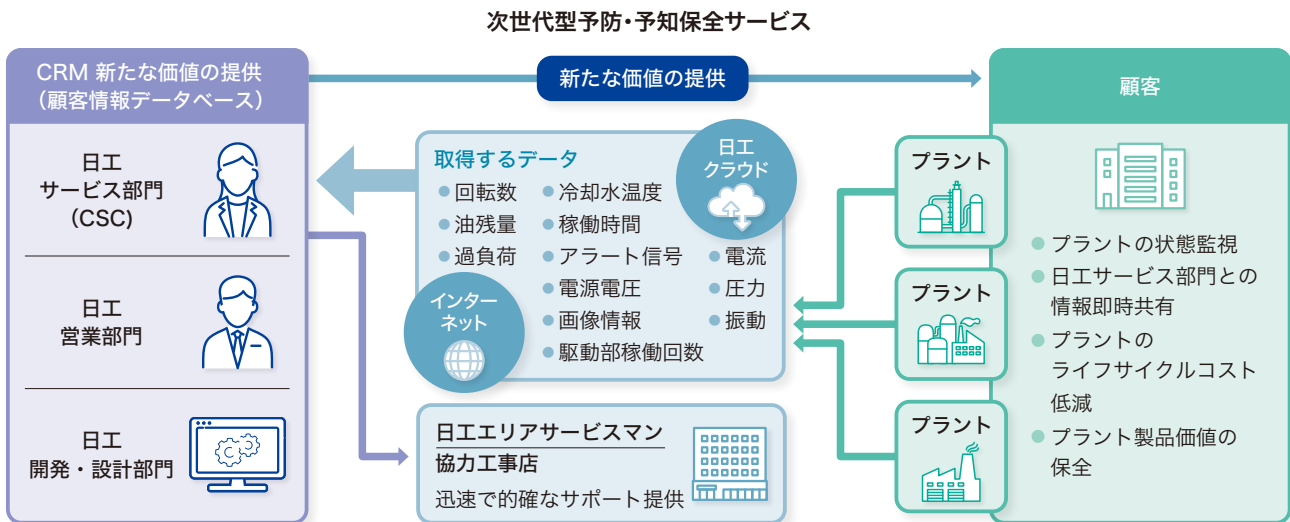 次世代型予防・予知保全サービス
CRM 新たな価値の提供
（顧客情報データベース）
日工
サービス部門
(CSC)
日工
営業部門
日工
開発・設計部門
新たな価値の提供
取得するデータ
回転数
油残量
過負荷
冷却水温度
稼働時間
アラート信号
電源電圧
画像情報
駆動部稼働回数
電流
圧力
振動
日工
クラウド
インター
ネット
日工エリアサービスマン
協力工事店
迅速で的確なサポート提供
プラント
プラント
プラント
顧客
プラントの状態監視
日工サービス部門との
情報即時共有
プラントの
ライフサイクルコスト
低減
プラント製品価値の
保全